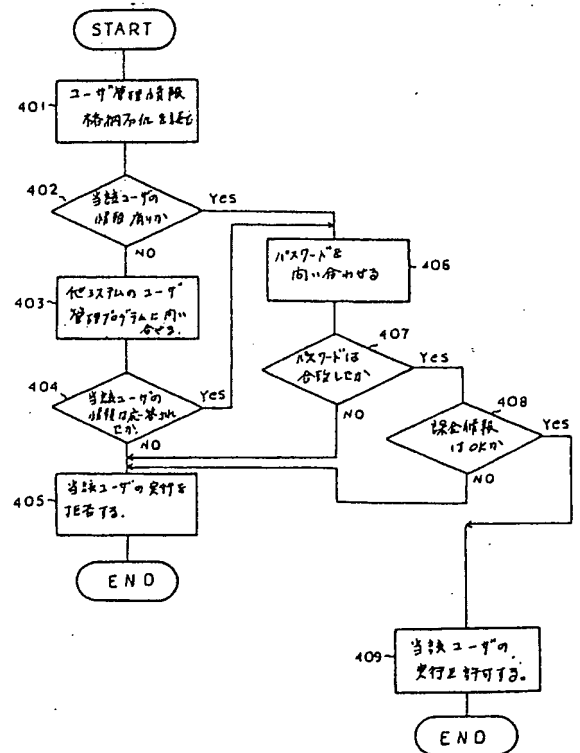 START
401
ユーザ管理情報
格納ファイルを読む
402
当該ユーザの
情報有りか
Yes
NO
403
他システムのユーザ
管理プログラムに問い
合せる。
404
当該ユーザの
情報が応答され
たか
Yes
NO
405
当該ユーザの実行を
拒否する.
END
パスワードを
問い合わせる
406
407
パスワードは
合致したか
Yes
NO
408
課金情報
はOKか
Yes
NO
409
当該ユーザの
実行を許可する。
END